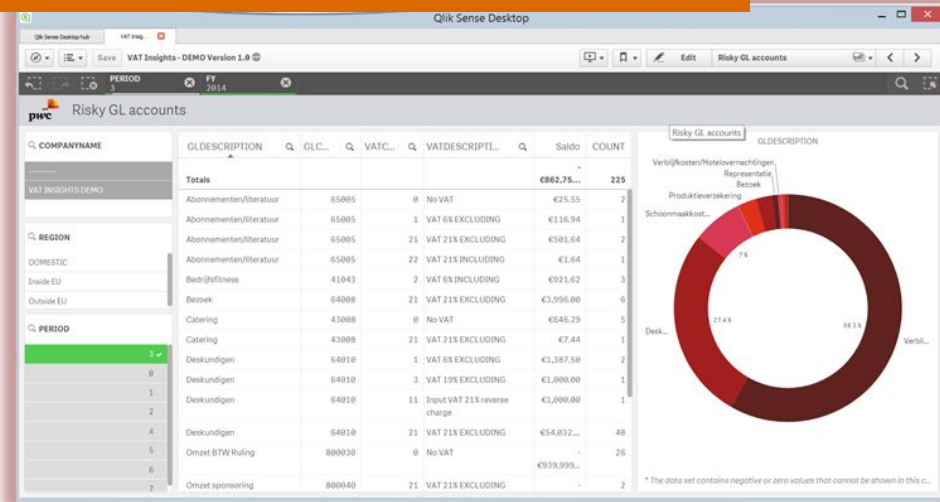 Qlik Sense Desktop
Qlik Sense Desktop hub
VAT Insig...
Save
VAT Insights - DEMO Version 1.0
Edit
Risky GL accounts
PERIOD
3
FY
2014
pwc
Risky GL accounts
COMPANYNAME
VAT INSIGHTS DEMO
REGION
DOMESTIC
Inside EU
Outside EU
PERIOD
3
0
1
2
4
5
6
7
GLDESCRIPTION GLC... VATC... VATDESCRIPTI... Saldo COUNT
Totals - €862,75... 225
Abonnementen/literatuur 65005 0 No VAT €25.55 2
Abonnementen/literatuur 65005 1 VAT 6% EXCLUDING €116.94 1
Abonnementen/literatuur 65005 21 VAT 21% EXCLUDING €501.64 2
Abonnementen/literatuur 65005 22 VAT 21% INCLUDING €1.64 1
Bedrijfsfitness 41043 2 VAT 6% INCLUDING €921.62 3
Bezoek 64008 21 VAT 21% EXCLUDING €3,996.00 6
Catering 43008 0 No VAT €646.29 5
Catering 43008 21 VAT 21% EXCLUDING €7.44 1
Deskundigen 64010 1 VAT 6% EXCLUDING €1,387.50 2
Deskundigen 64010 3 VAT 19% EXCLUDING €1,000.00 1
Deskundigen 64010 11 Input VAT 21% reverse charge €1,000.00 1
Deskundigen 64010 21 VAT 21% EXCLUDING €54,032... 48
Omzet BTW Ruling 800030 0 No VAT - €939,999... 26
Omzet sponsoring 800040 21 VAT 21% EXCLUDING - 2
Risky GL accounts
GLDESCRIPTION
Verblijfkosten/Hotelovernachtingen
Representatie
Bezoek
Produktieverzekering
Schoonmaakkost...
7%
27.4%
58.3%
Desk...
Verbli...
* The data set contains negative or zero values that cannot be shown in this c...